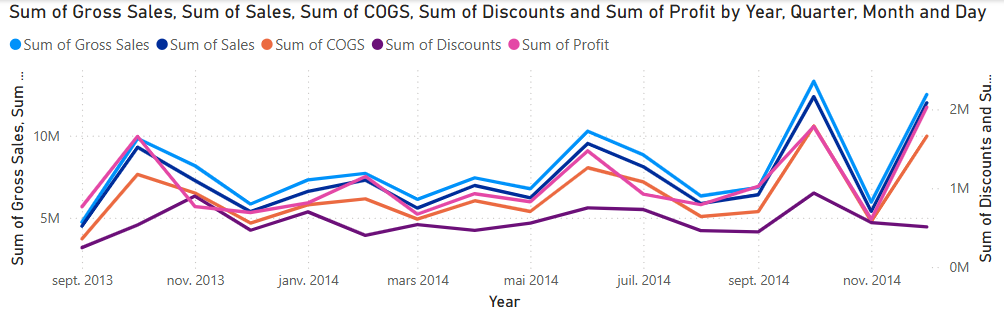 Sum of Gross Sales, Sum of Sales, Sum of COGS, Sum of Discounts and Sum of Profit by Year, Quarter, Month and Day
Sum of Gross Sales Sum of Sales Sum of COGS Sum of Discounts Sum of Profit
Sum of Gross Sales, Sum ...
10M
5M
2M
1M
0M
Sum of Discounts and Su...
sept. 2013 nov. 2013 janv. 2014 mars 2014 mai 2014 juil. 2014 sept. 2014 nov. 2014
Year